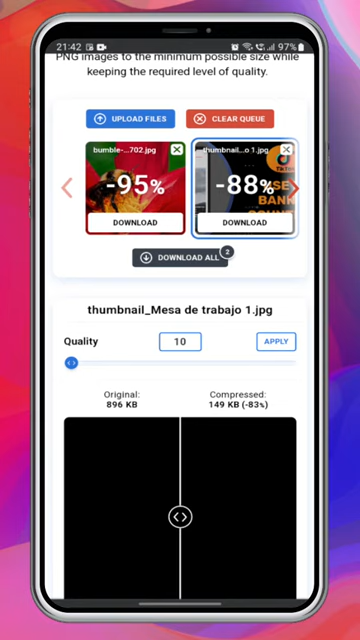 21:42
97%
PNG images to the minimum possible size while
keeping the required level of quality.
UPLOAD FILES
CLEAR QUEUE
bumble-...702.jpg
thumbnail...o 1.jpg
-95%
-88%
SE
BAN
DOWNLOAD
DOWNLOAD
DOWNLOAD ALL
2
thumbnail_Mesa de trabajo 1.jpg
Quality
10
APPLY
Original:
Compressed:
896 KB
149 KB (-83%)